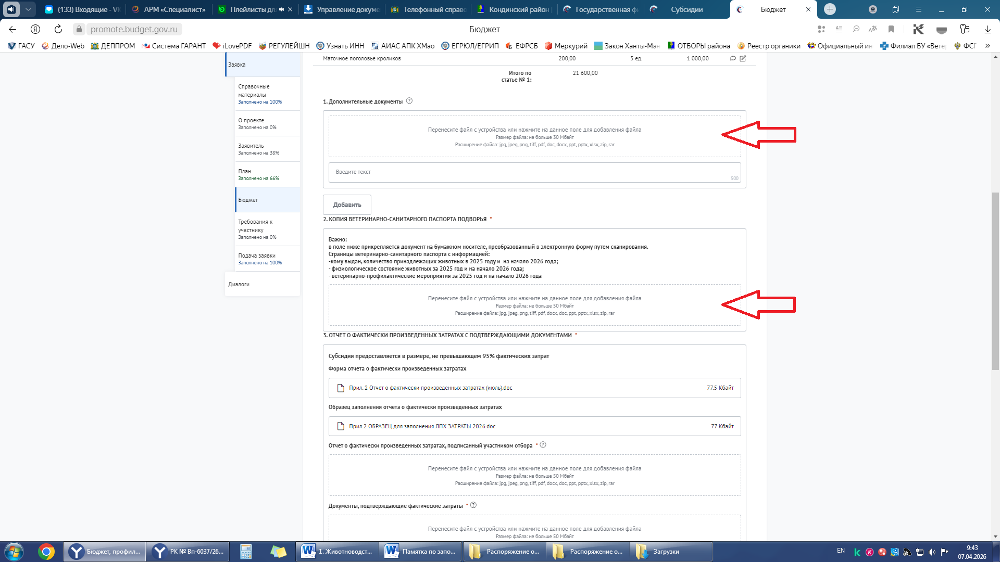 (133) Входящие - V
АРМ «Специалист»
Плейлисты дл
Управление докуме
Телефонный справо
Кондинский район
Государственная ф
Субсидии
Бюджет
promote.budget.gov.ru
Бюджет
ГАСУ
Дело-Web
ДЕППРОМ
Система ГАРАНТ
iLovePDF
РЕГУЛЕЙШН
Узнать ИНН
АИАС АПК ХМао
ЕГРЮЛ/ЕГРИП
ЕФРСБ
Меркурий
Закон Ханты-Ман
ОТБОРЫ района
Реестр органики
Официальный ин
Филиал БУ «Вете
ФСГ
»
Заявка
Справочные
материалы
Заполнено на 100%
О проекте
Заполнено на 0%
Заявитель
Заполнено на 38%
План
Заполнено на 66%
Бюджет
Требования к
участнику
Заполнено на 0%
Подача заявки
Заполнено на 100%
Диалоги
Маточное поголовье кроликов 200,00 5 ед. 1 000,00
Итого по
статье № 1:
21 600,00
1. Дополнительные документы
Перенесите файл с устройства или нажмите на данное поле для добавления файла
Размер файла: не больше 30 Мбайт
Расширение файла: jpg, jpeg, png, tiff, pdf, doc, docx, ppt, pptx, xlsx, zip, rar
Введите текст
500
Добавить
2. КОПИЯ ВЕТЕРИНАРНО-САНИТАРНОГО ПАСПОРТА ПОДВОРЬЯ *
Важно:
в поле ниже прикрепляется документ на бумажном носителе, преобразованный в электронную форму путем сканирования.
Страницы ветеринарно-санитарного паспорта с информацией:
-кому выдан, количество принадлежащих животных в 2025 году и на начало 2026 года;
- физиологическое состояние животных за 2025 год и на начало 2026 года;
- ветеринарно-профилактические мероприятия за 2025 год и на начало 2026 года
Перенесите файл с устройства или нажмите на данное поле для добавления файла
Размер файла: не больше 50 Мбайт
Расширение файла: jpg, jpeg, png, tiff, pdf, docx, doc, ppt, pptx, xlsx, zip, rar
3. ОТЧЕТ О ФАКТИЧЕСКИ ПРОИЗВЕДЕННЫХ ЗАТРАТАХ С ПОДТВЕРЖДАЮЩИМИ ДОКУМЕНТАМИ *
Субсидия предоставляется в размере, не превышающем 95% фактических затрат
Форма отчета о фактически произведенных затратах
Прил. 2 Отчет о фактически произведенных затратах (июль).doc 77.5 Кбайт
Образец заполнения отчета о фактически произведенных затратах
Прил.2 ОБРАЗЕЦ для заполнения ЛПХ ЗАТРАТЫ 2026.doc 77 Кбайт
Отчет о фактически произведенных затратах, подписанный участником отбора *
Перенесите файл с устройства или нажмите на данное поле для добавления файла
Размер файла: не больше 50 Мбайт
Расширение файла: jpg, jpeg, png, tiff, pdf, docx, doc, ppt, pptx, xlsx, zip, rar
Документы, подтверждающие фактические затраты *
Перенесите файл с устройства или нажмите на данное поле для добавления файла
Размер файла: не больше 50 Мбайт
Бюджет, профил...
РК № Вп-6037/26...
1. Животноводст...
Памятка по запо...
Распоряжение о...
Распоряжение о...
Загрузки
EN
9:43
07.04.2026